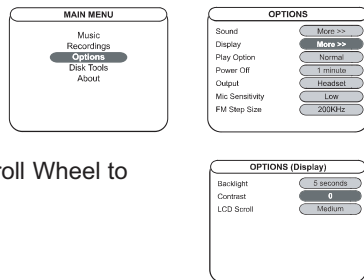 MAIN MENU
Music
Recordings
Options
Disk Tools
About
OPTIONS
Sound More >>
Display More >>
Play Option Normal
Power Off 1 minute
Output Headset
Mic Sensitivity Low
FM Step Size 200KHz
roll Wheel to
OPTIONS (Display)
Backlight 5 seconds
Contrast 0
LCD Scroll Medium